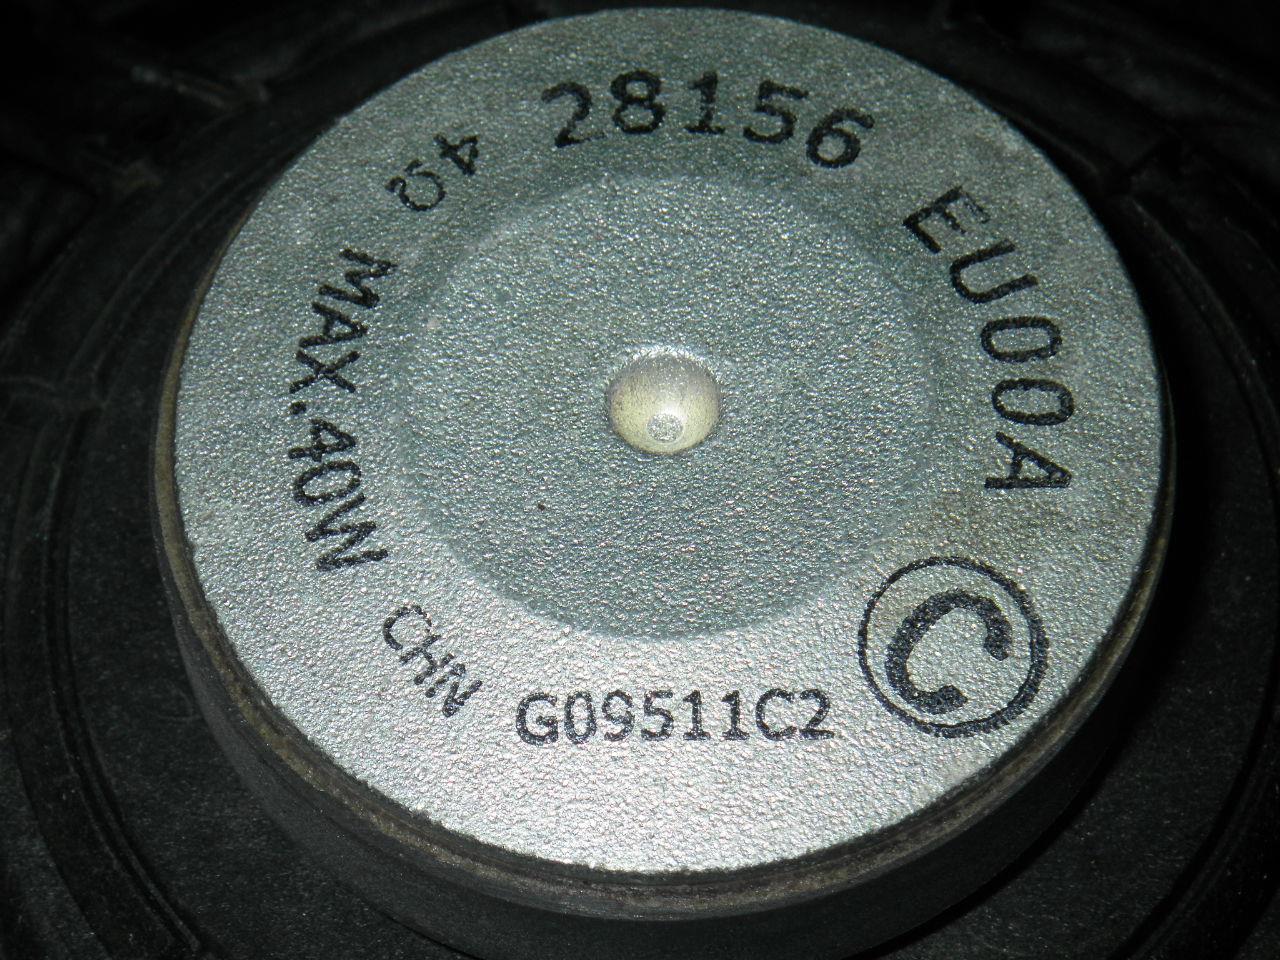 28156
EU00A
4Ω
MAX.40W
CHN
G09511C2
C